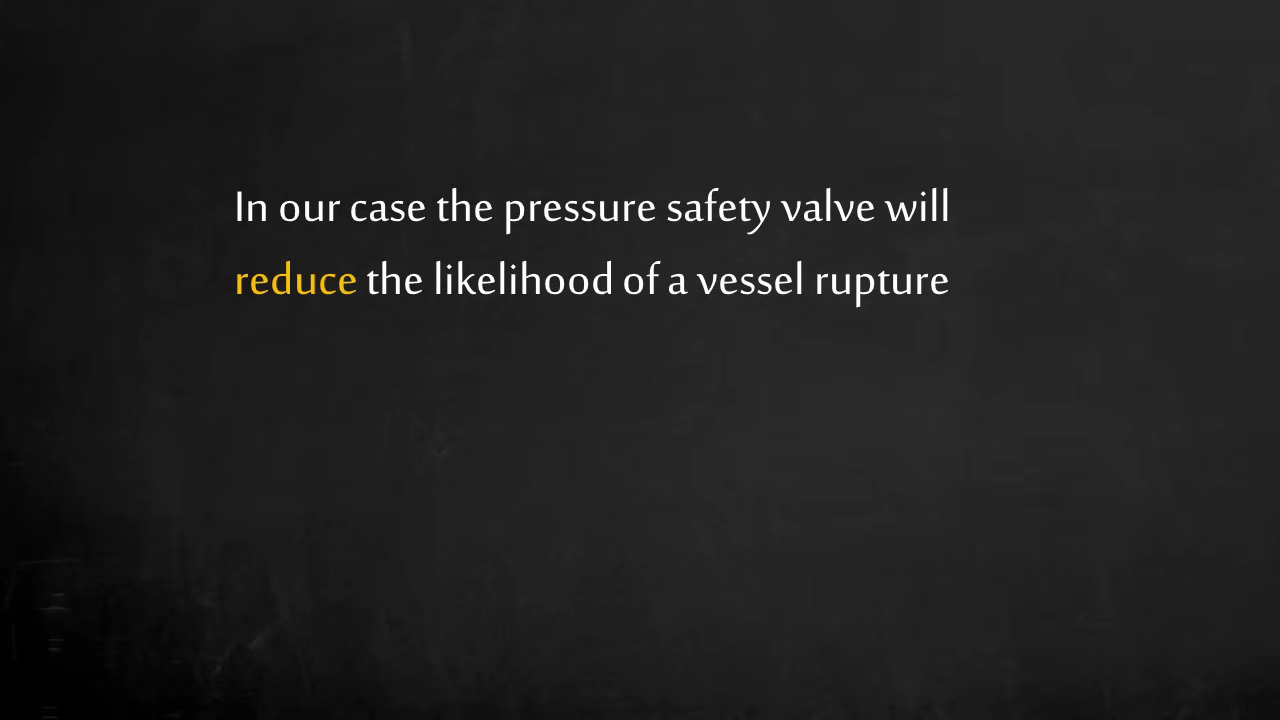 In our case the pressure safety valve will
reduce the likelihood of a vessel rupture